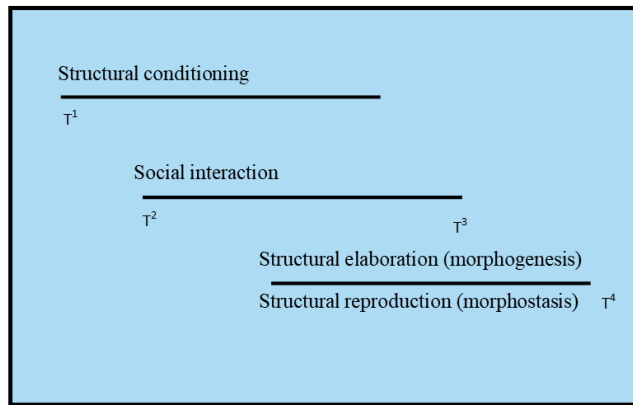 Structural conditioning
T¹
Social interaction
T² T³
Structural elaboration (morphogenesis)
Structural reproduction (morphostasis) T⁴